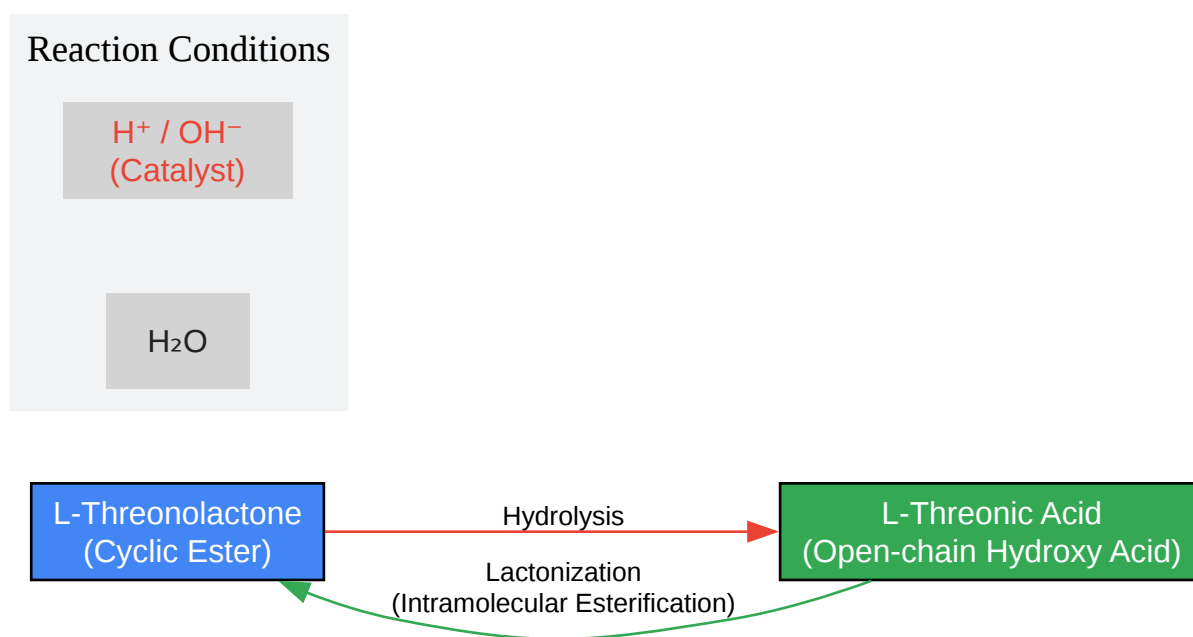 Reaction Conditions
H⁺ / OH⁻
(Catalyst)
H₂O
L-Threonolactone
(Cyclic Ester)
Hydrolysis
L-Threonic Acid
(Open-chain Hydroxy Acid)
Lactonization
(Intramolecular Esterification)